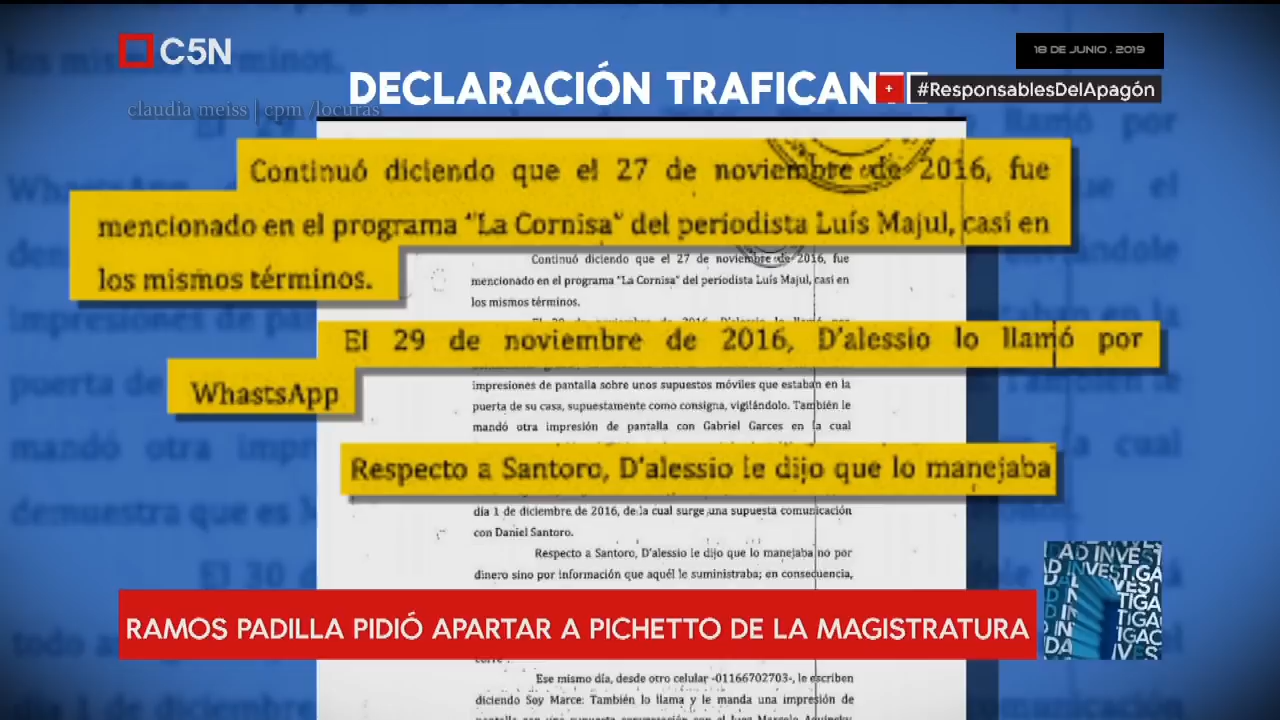 C5N
18 DE JUNIO . 2019
DECLARACIÓN TRAFICANTE
+ #ResponsablesDelApagón
claudia meiss | cpm /locuras
Continuó diciendo que el 27 de noviembre de 2016, fue
mencionado en el programa "La Cornisa" del periodista Luís Majul, casi en
los mismos términos.
Continuó diciendo que el 27 de noviembre de 2016, fue
mencionado en el programa "La Cornisa" del periodista Luís Majul, casi en
los mismos términos.
El 29 de noviembre de 2016, D'alessio lo llamó por
WhastsApp
impresiones de pantalla sobre unos supuestos móviles que estaban en la
puerta de su casa, supuestamente como consigna, vigilándolo. También le
mandó otra impresión de pantalla con Gabriel Garces en la cual
Respecto a Santoro, D'alessio le dijo que lo manejaba
día 1 de diciembre de 2016, de la cual surge una supuesta comunicación
con Daniel Santoro.
Respecto a Santoro, D'alessio le dijo que lo manejaba no por
dinero sino por información que aquél le suministraba; en consecuencia,
RAMOS PADILLA PIDIÓ APARTAR A PICHETTO DE LA MAGISTRATURA
Ese mismo día, desde otro celular -01166702703-, le escriben
diciendo Soy Marce: También lo llama y le manda una impresión de